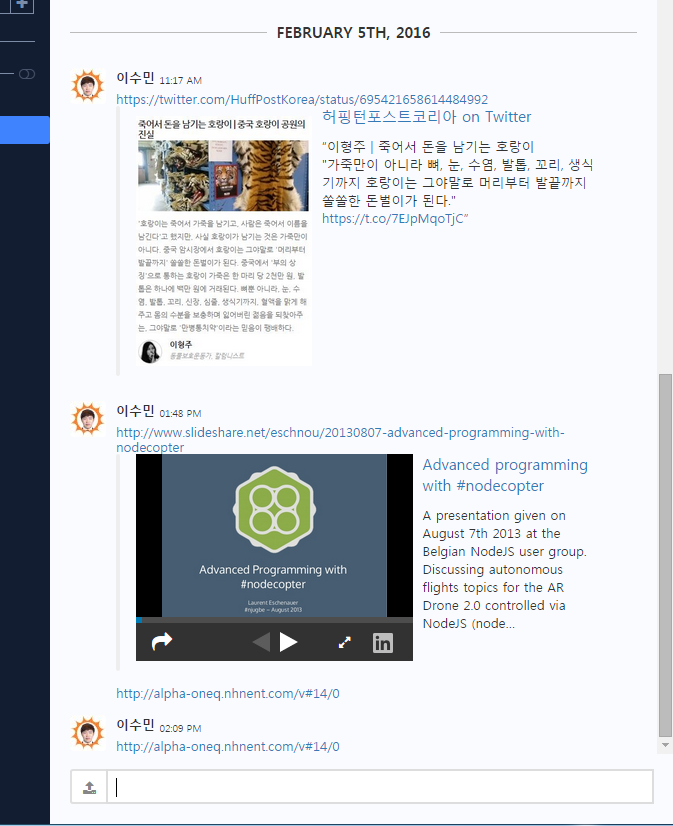 FEBRUARY 5TH, 2016
이수민 11:17 AM
https://twitter.com/HuffPostKorea/status/695421658614484992
죽어서 돈을 남기는 호랑이 | 중국 호랑이 공원의
진실
'호랑이는 죽어서 가죽을 남기고, 사람은 죽어서 이름을
남긴다'고 했지만, 사실 호랑이가 남기는 것은 가죽만이
아니다. 중국 암시장에서 호랑이는 그야말로 '머리부터
발끝까지' 쏠쏠한 돈벌이가 된다. 중국에서 '부의 상
징'으로 통하는 호랑이 가죽은 한 마리 당 2천만 원, 발
톱은 하나에 백만 원에 거래된다. 뼈뿐 아니라, 눈, 수
염, 발톱, 꼬리, 신장, 심줄, 생식기까지, 혈액을 맑게 해
주고 몸의 수분을 보충하며 잃어버린 젊음을 되찾아주
는, 그야말로 '만병통치약'이라는 믿음이 팽배하다.
이형주
동물보호운동가, 칼럼니스트
허핑턴포스트코리아 on Twitter
“이형주 | 죽어서 돈을 남기는 호랑이
"가죽만이 아니라 뼈, 눈, 수염, 발톱, 꼬리, 생식
기까지 호랑이는 그야말로 머리부터 발끝까지
쏠쏠한 돈벌이가 된다."
https://t.co/7EJpMqoTjC”
이수민 01:48 PM
http://www.slideshare.net/eschnou/20130807-advanced-programming-with-
nodecopter
Advanced Programming with
#nodecopter
Laurent Eschenauer
#njugbe – August 2013
in
Advanced programming
with #nodecopter
A presentation given on
August 7th 2013 at the
Belgian NodeJS user group.
Discussing autonomous
flights topics for the AR
Drone 2.0 controlled via
NodeJS (node...
http://alpha-oneq.nhnent.com/v#14/0
이수민 02:09 PM
http://alpha-oneq.nhnent.com/v#14/0